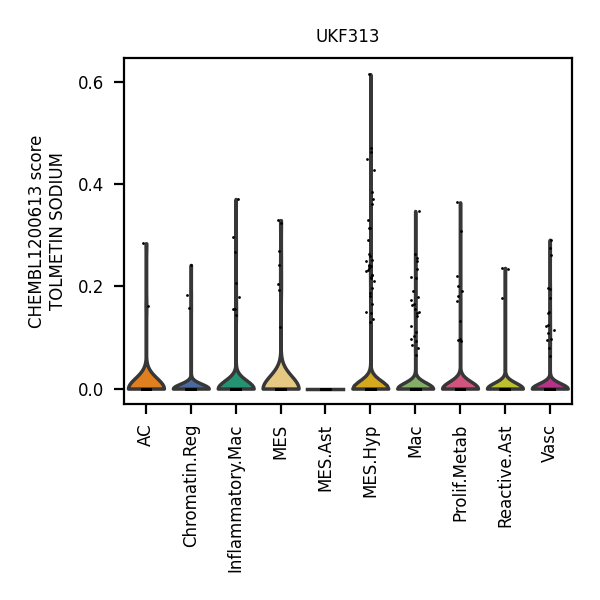 UKF313
CHEMBL1200613 score
TOLMETIN SODIUM
0.6
0.4
0.2
0.0
AC
Chromatin.Reg
Inflammatory.Mac
MES
MES.Ast
MES.Hyp
Mac
Prolif.Metab
Reactive.Ast
Vasc